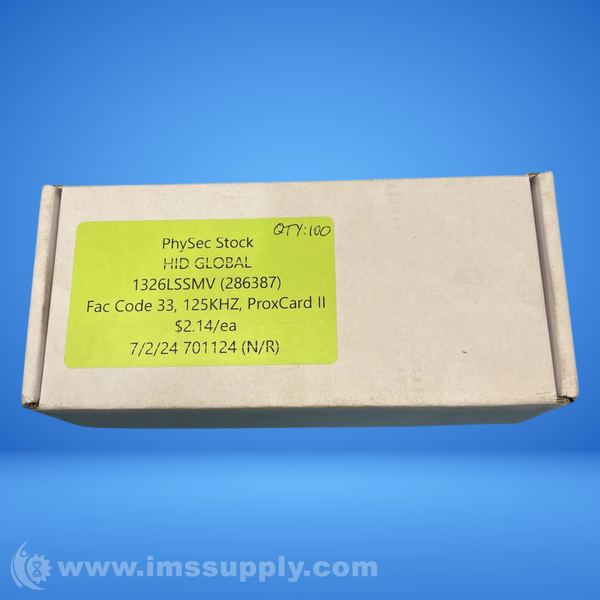 QTY:100
PhySec Stock
HID GLOBAL
1326LSSMV (286387)
Fac Code 33, 125KHZ, ProxCard II
$2.14/ea
7/2/24 701124 (N/R)
www.imssupply.com